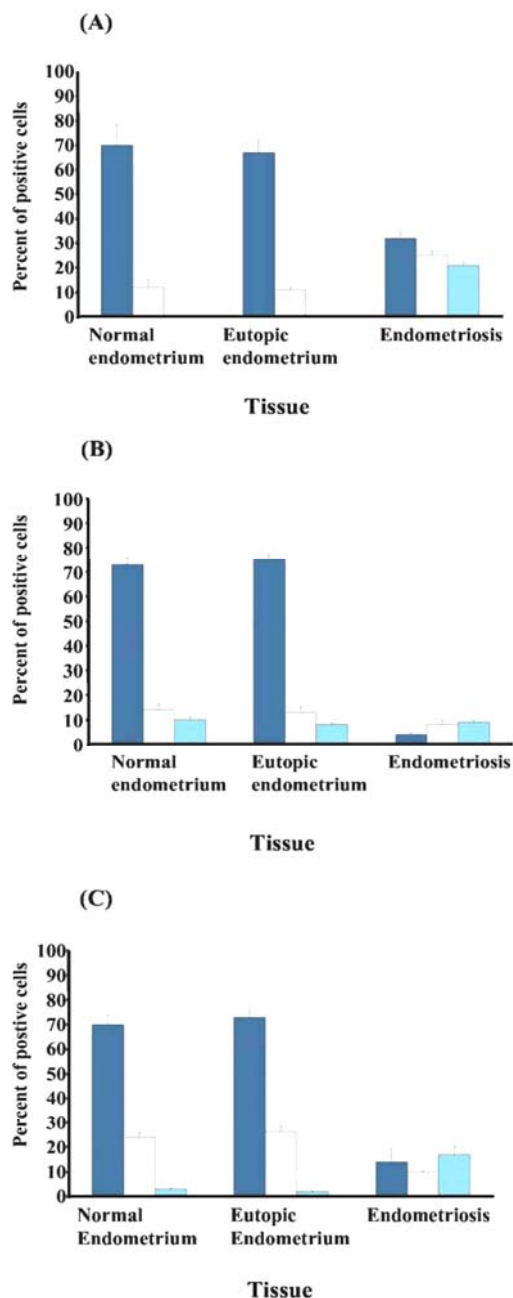 (A)
Percent of positive cells
100
90
80
70
60
50
40
30
20
10
0
Normal endometrium
Eutopic endometrium
Endometriosis
Tissue
(B)
Percent of positive cells
100
90
80
70
60
50
40
30
20
10
0
Normal endometrium
Eutopic endometrium
Endometriosis
Tissue
(C)
Percent of postive cells
100
90
80
70
60
50
40
30
20
10
0
Normal Endometrium
Eutopic Endometrium
Endometriosis
Tissue